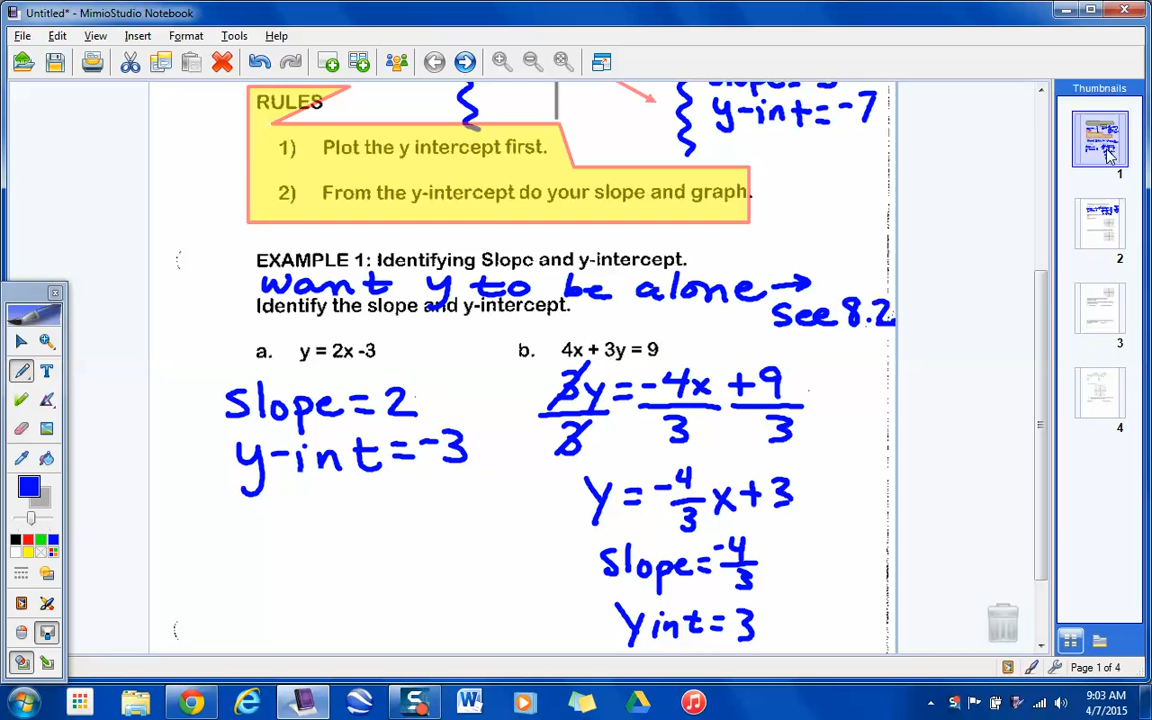 Untitled* - MimioStudio Notebook
File Edit View Insert Format Tools Help
Thumbnails
RULES
y-int=-7
1) Plot the y intercept first.
2) From the y-intercept do your slope and graph.
1
2
3
4
EXAMPLE 1: Identifying Slope and y-intercept.
want y to be alone →
see 8.2
Identify the slope and y-intercept.
a. y = 2x -3
b. 4x + 3y = 9
slope=2
y-int=-3
3y = -4x +9
3 3 3
y = -4/3 x+3
slope=-4/3
Yint=3
Page 1 of 4
9:03 AM
4/7/2015